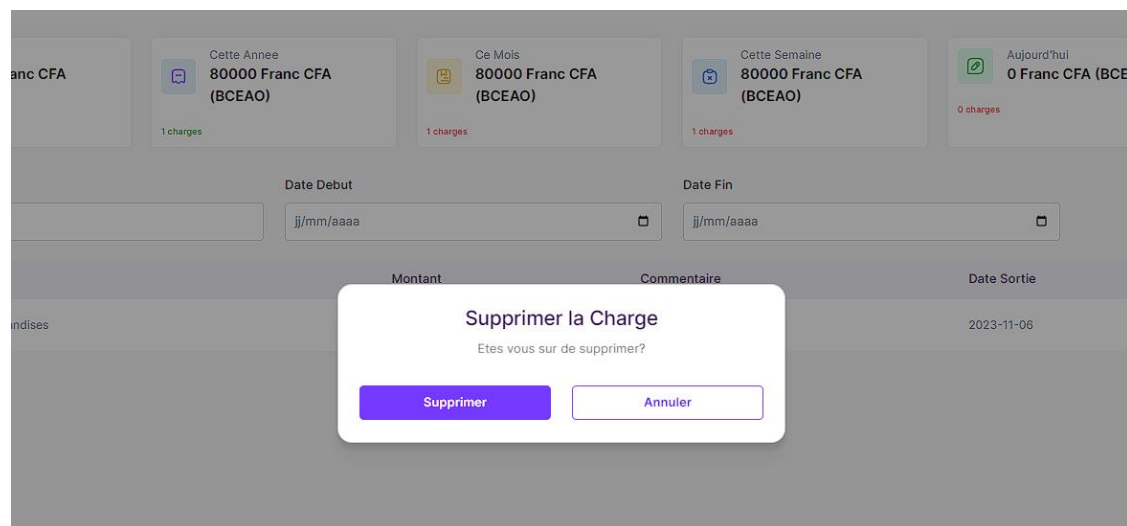 anc CFA
Cette Annee
80000 Franc CFA
(BCEAO)
1 charges
Ce Mois
80000 Franc CFA
(BCEAO)
1 charges
Cette Semaine
80000 Franc CFA
(BCEAO)
1 charges
Aujourd'hui
0 Franc CFA (BCE
0 charges
Date Debut
Date Fin
jj/mm/aaaa
jj/mm/aaaa
Montant
Commentaire
Date Sortie
ndises
2023-11-06
Supprimer la Charge
Etes vous sur de supprimer?
Supprimer
Annuler